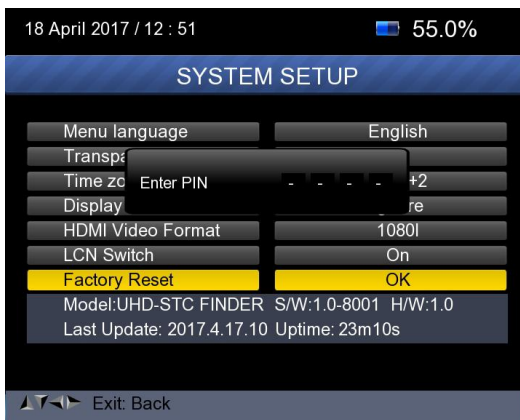 18 April 2017 / 12 : 51 55.0%
SYSTEM SETUP
Menu language English
Time +2
Enter PIN - - - -
Display
HDMI Video Format 1080I
LCN Switch On
Factory Reset OK
Model:UHD-STC FINDER S/W:1.0-8001 H/W:1.0
Last Update: 2017.4.17.10 Uptime: 23m10s
Exit: Back